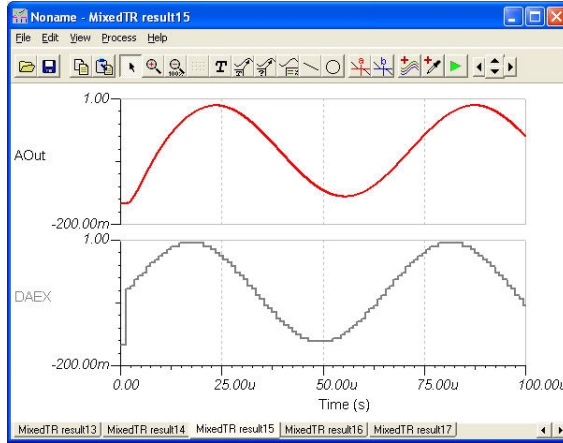 Noname - MixedTR result15
File Edit View Process Help
T
100%
a
b
1.00
AOut
-200.00m
1.00
DAEX
-200.00m
0.00 25.00u 50.00u 75.00u 100.00u
Time (s)
MixedTR result13 MixedTR result14 MixedTR result15 MixedTR result16 MixedTR result17